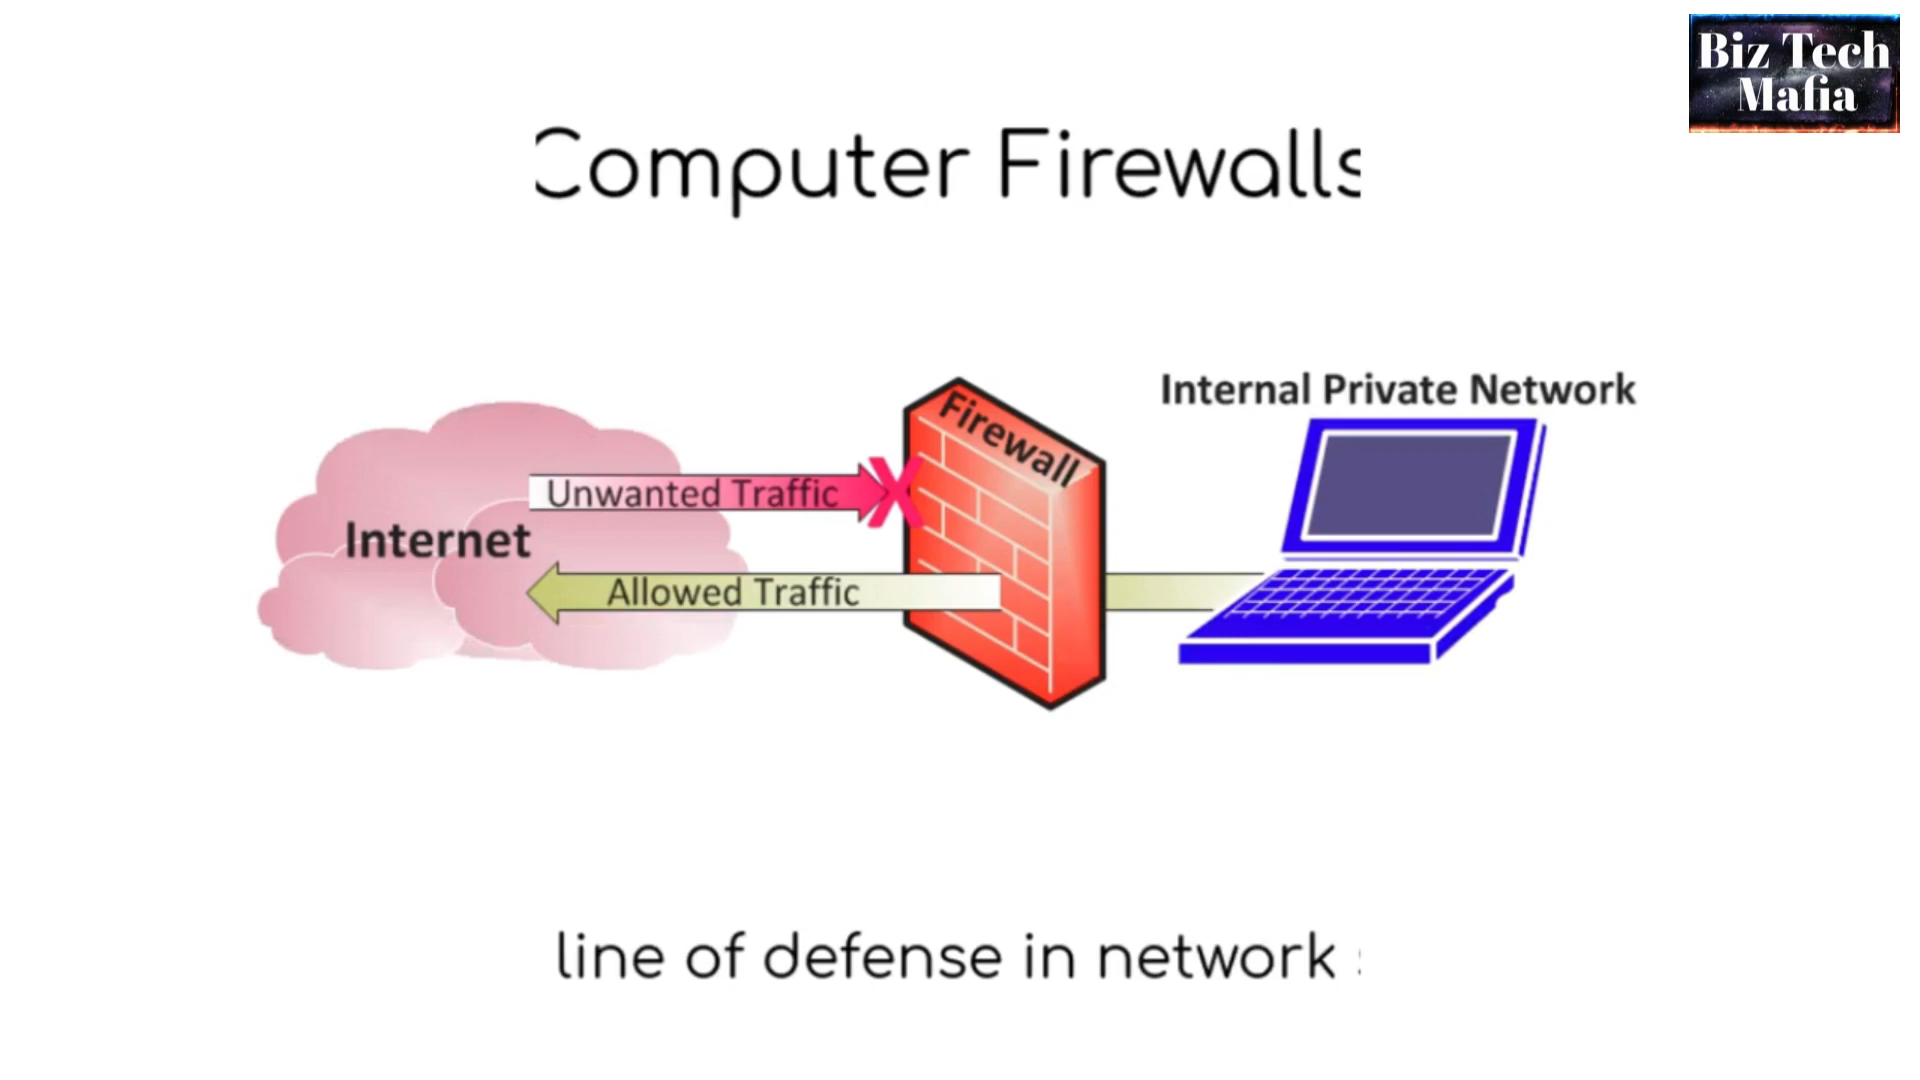 Biz Tech
Mafia
Computer Firewalls
Internal Private Network
Firewall
Unwanted Traffic
X
Internet
Allowed Traffic
line of defense in network